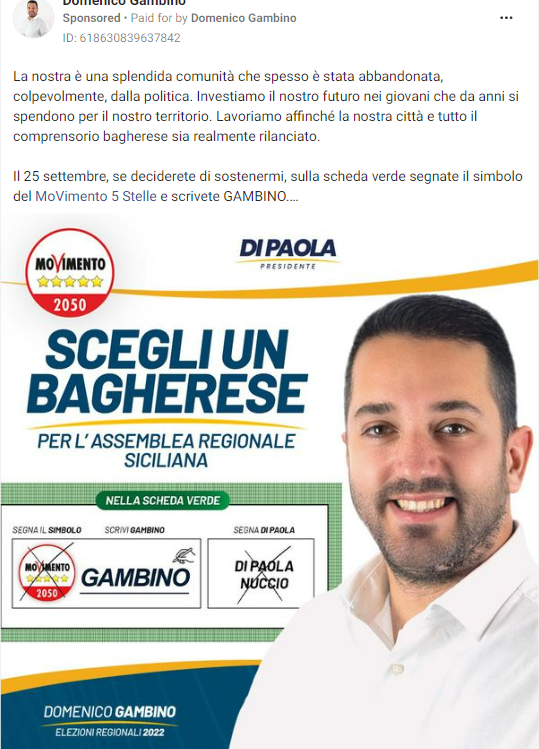 Domenico Gambino
Sponsored • Paid for by Domenico Gambino
ID: 618630839637842
La nostra è una splendida comunità che spesso è stata abbandonata,
colpevolmente, dalla politica. Investiamo il nostro futuro nei giovani che da anni si
spendono per il nostro territorio. Lavoriamo affinché la nostra città e tutto il
comprensorio bagherese sia realmente rilanciato.
Il 25 settembre, se deciderete di sostenermi, sulla scheda verde segnate il simbolo
del MoVimento 5 Stelle e scrivete GAMBINO....
MOVIMENTO
2050
DI PAOLA
PRESIDENTE
SCEGLI UN
BAGHERESE
PER L'ASSEMBLEA REGIONALE
SICILIANA
NELLA SCHEDA VERDE
SEGNA IL SIMBOLO SCRIVI GAMBINO SEGNA DI PAOLA
MOVIMENTO
2050
GAMBINO
DI PAOLA
NUCCIO
DOMENICO GAMBINO
ELEZIONI REGIONALI 2022